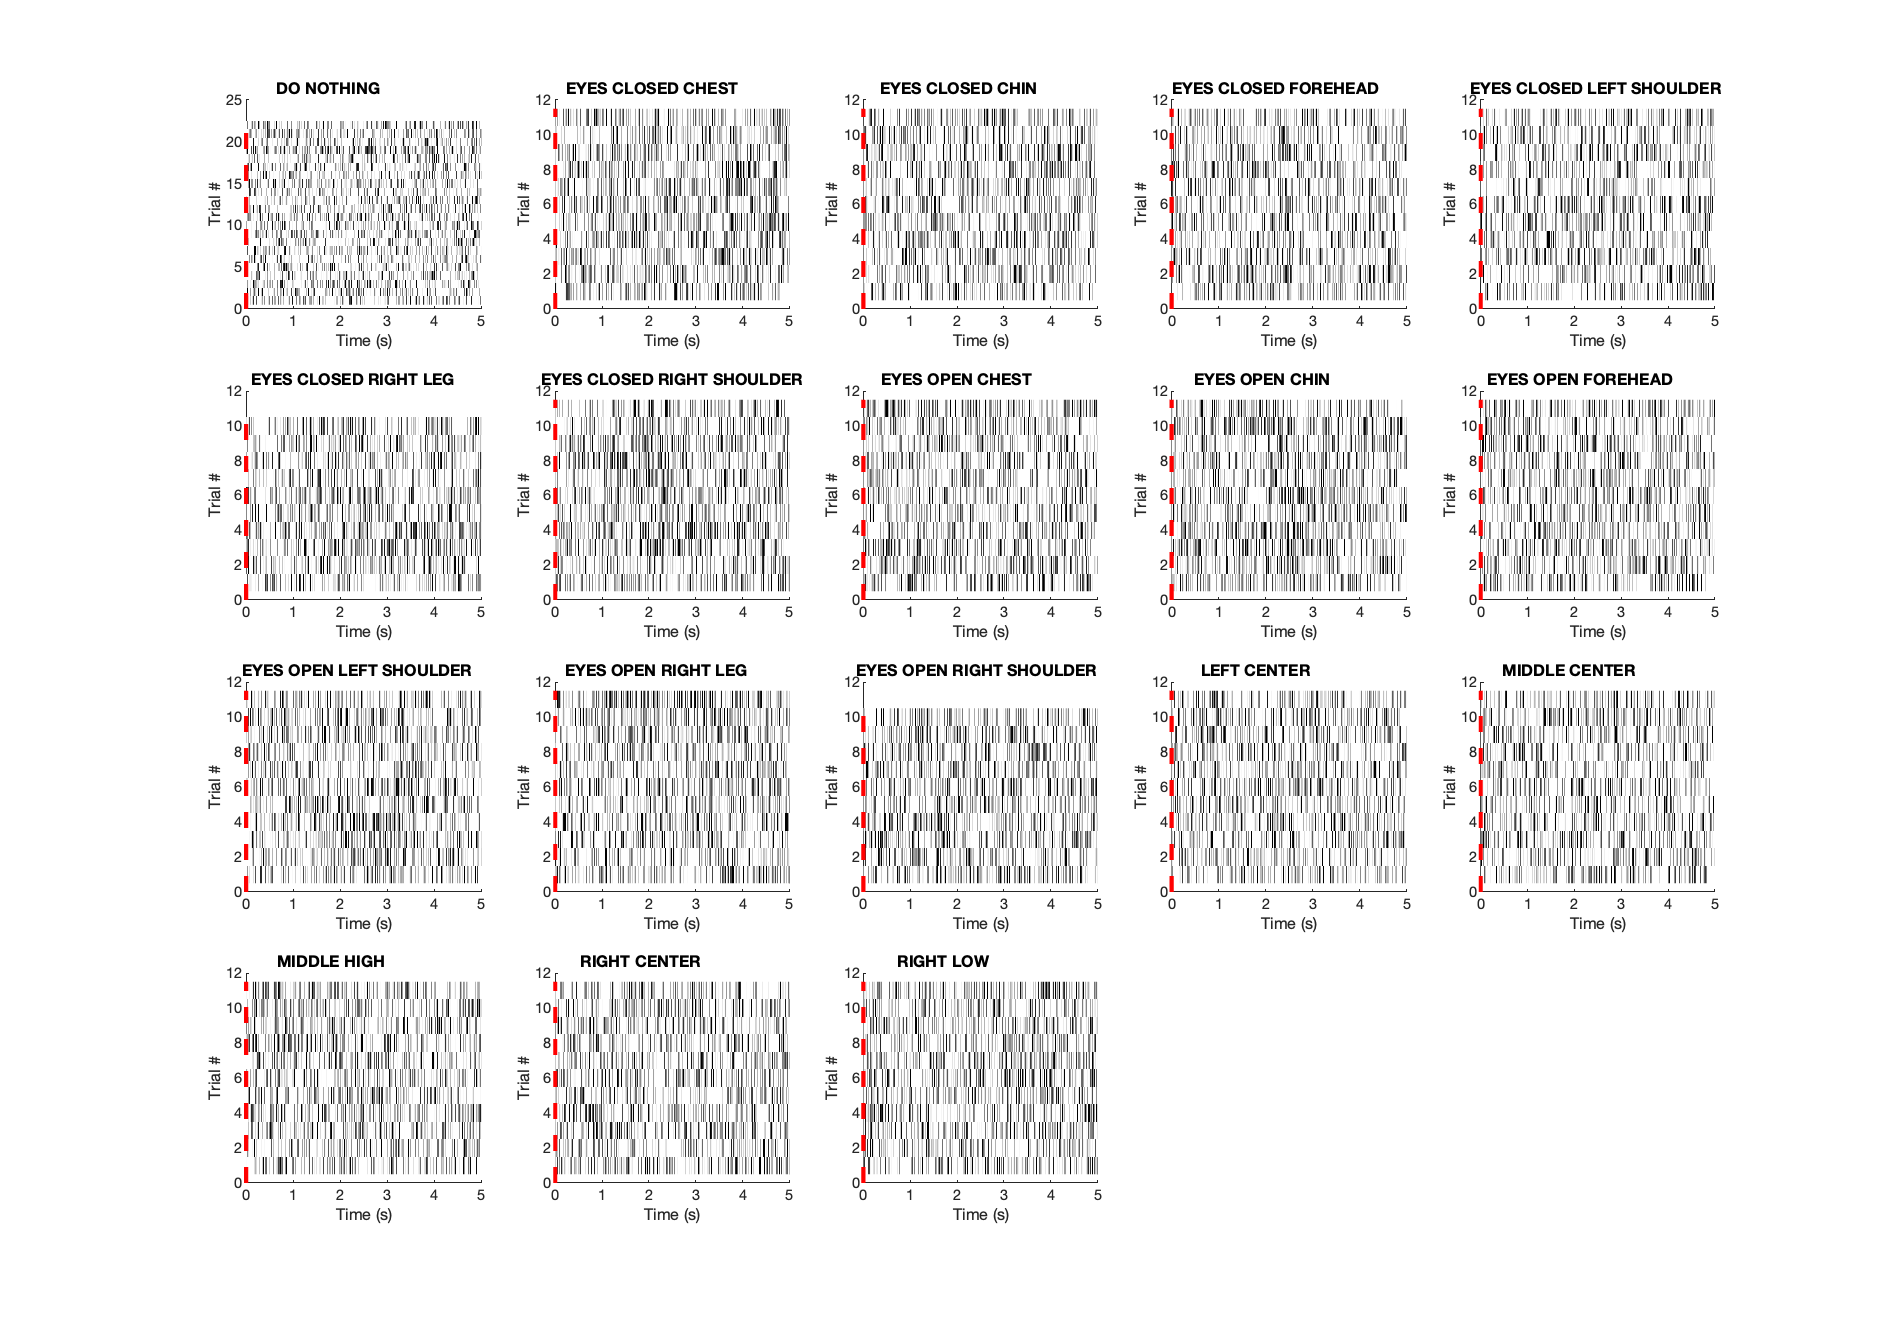 DO NOTHING
25
20
15
10
5
0
Trial #
0 1 2 3 4 5
Time (s)
EYES CLOSED CHEST
12
10
8
6
4
2
0
Trial #
0 1 2 3 4 5
Time (s)
EYES CLOSED CHIN
12
10
8
6
4
2
0
Trial #
0 1 2 3 4 5
Time (s)
EYES CLOSED FOREHEAD
12
10
8
6
4
2
0
Trial #
0 1 2 3 4 5
Time (s)
EYES CLOSED LEFT SHOULDER
12
10
8
6
4
2
0
Trial #
0 1 2 3 4 5
Time (s)
EYES CLOSED RIGHT LEG
12
10
8
6
4
2
0
Trial #
0 1 2 3 4 5
Time (s)
EYES CLOSED RIGHT SHOULDER
12
10
8
6
4
2
0
Trial #
0 1 2 3 4 5
Time (s)
EYES OPEN CHEST
12
10
8
6
4
2
0
Trial #
0 1 2 3 4 5
Time (s)
EYES OPEN CHIN
12
10
8
6
4
2
0
Trial #
0 1 2 3 4 5
Time (s)
EYES OPEN FOREHEAD
12
10
8
6
4
2
0
Trial #
0 1 2 3 4 5
Time (s)
EYES OPEN LEFT SHOULDER
12
10
8
6
4
2
0
Trial #
0 1 2 3 4 5
Time (s)
EYES OPEN RIGHT LEG
12
10
8
6
4
2
0
Trial #
0 1 2 3 4 5
Time (s)
EYES OPEN RIGHT SHOULDER
12
10
8
6
4
2
0
Trial #
0 1 2 3 4 5
Time (s)
LEFT CENTER
12
10
8
6
4
2
0
Trial #
0 1 2 3 4 5
Time (s)
MIDDLE CENTER
12
10
8
6
4
2
0
Trial #
0 1 2 3 4 5
Time (s)
MIDDLE HIGH
12
10
8
6
4
2
0
Trial #
0 1 2 3 4 5
Time (s)
RIGHT CENTER
12
10
8
6
4
2
0
Trial #
0 1 2 3 4 5
Time (s)
RIGHT LOW
12
10
8
6
4
2
0
Trial #
0 1 2 3 4 5
Time (s)